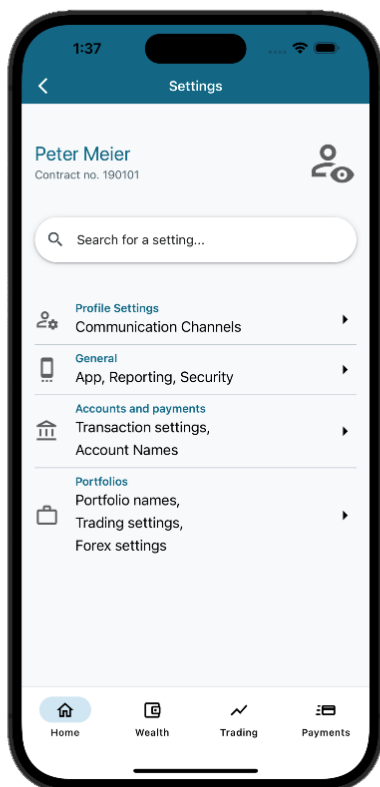 1:37
Settings
Peter Meier
Contract no. 190101
Search for a setting...
Profile Settings
Communication Channels
General
App, Reporting, Security
Accounts and payments
Transaction settings,
Account Names
Portfolios
Portfolio names,
Trading settings,
Forex settings
Home Wealth Trading Payments